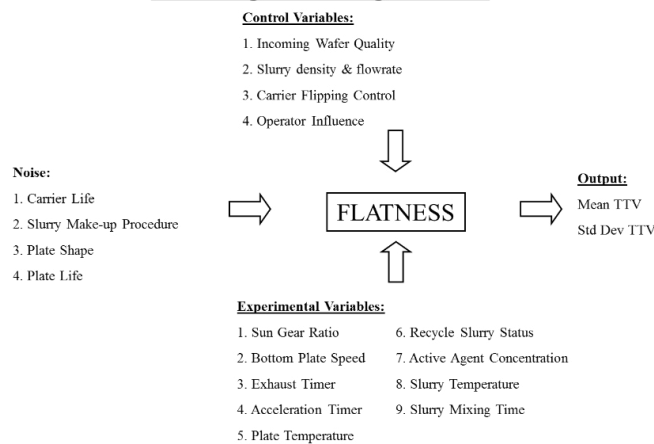 Control Variables:
1. Incoming Wafer Quality
2. Slurry density & flowrate
3. Carrier Flipping Control
4. Operator Influence
Noise:
1. Carrier Life
2. Slurry Make-up Procedure
3. Plate Shape
4. Plate Life
FLATNESS
Output:
Mean TTV
Std Dev TTV
Experimental Variables:
1. Sun Gear Ratio
2. Bottom Plate Speed
3. Exhaust Timer
4. Acceleration Timer
5. Plate Temperature
6. Recycle Slurry Status
7. Active Agent Concentration
8. Slurry Temperature
9. Slurry Mixing Time